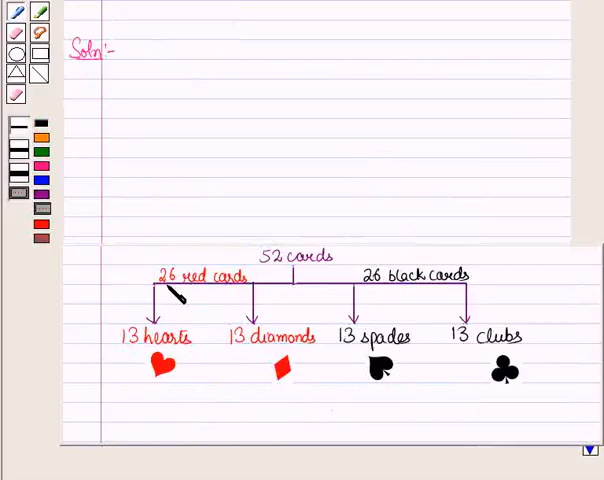 Soln:-
52 cards
26 red cards 26 black cards
13 hearts 13 diamonds 13 spades 13 clubs